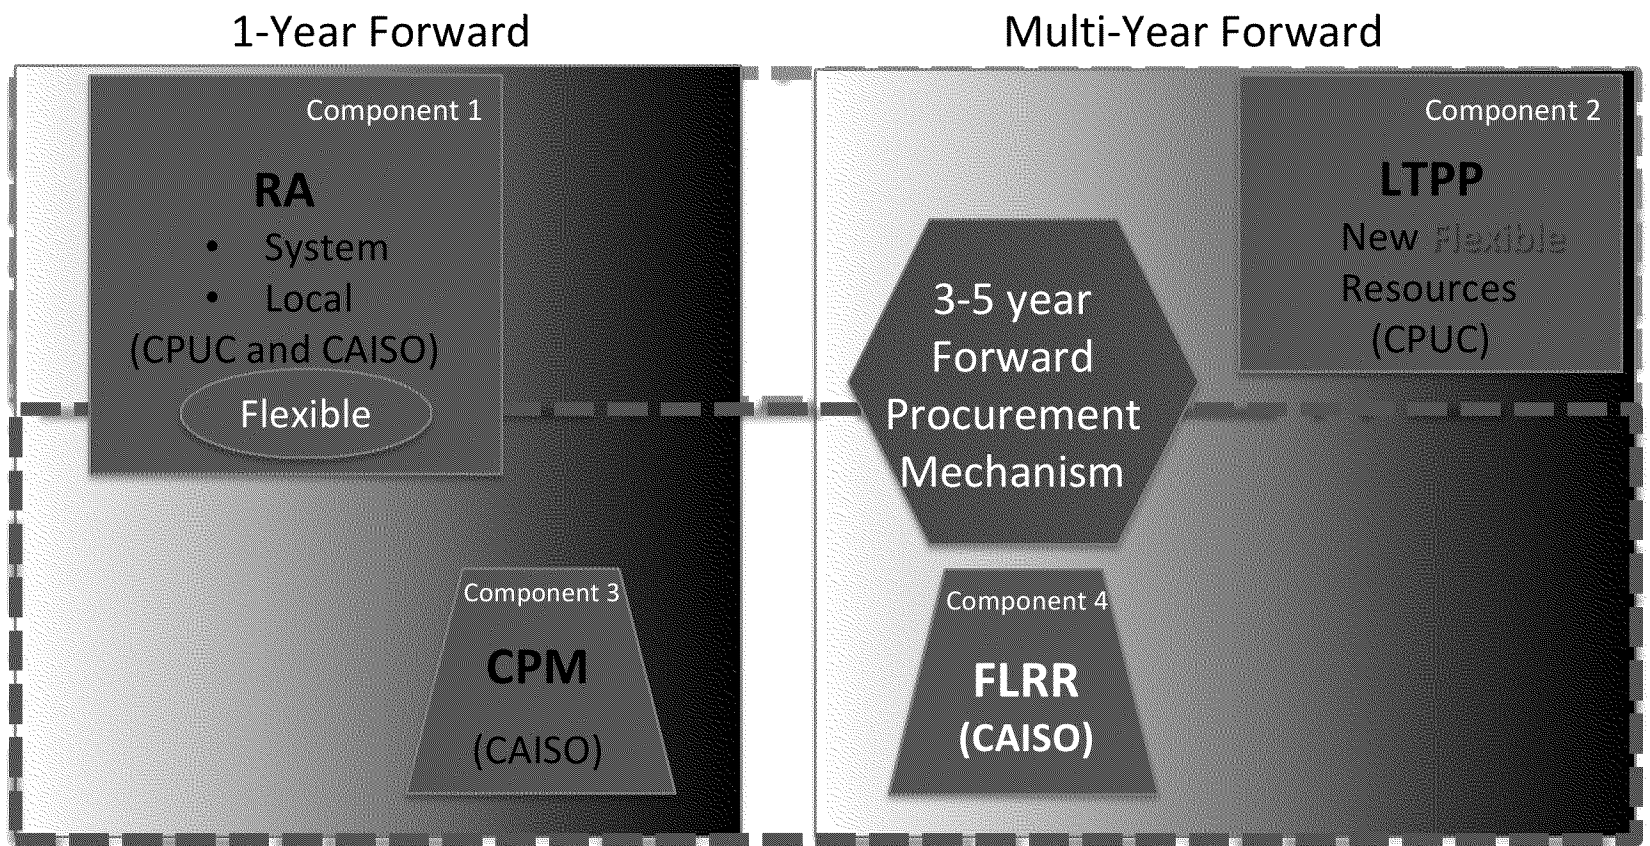 1-Year Forward
Component 1
RA
• System
• Local
(CPUC and CAISO)
Flexible
Component 3
CPM
(CAISO)
Multi-Year Forward
Component 2
LTPP
New Flexible
Resources
(CPUC)
3-5 year
Forward
Procurement
Mechanism
Component 4
FLRR
(CAISO)